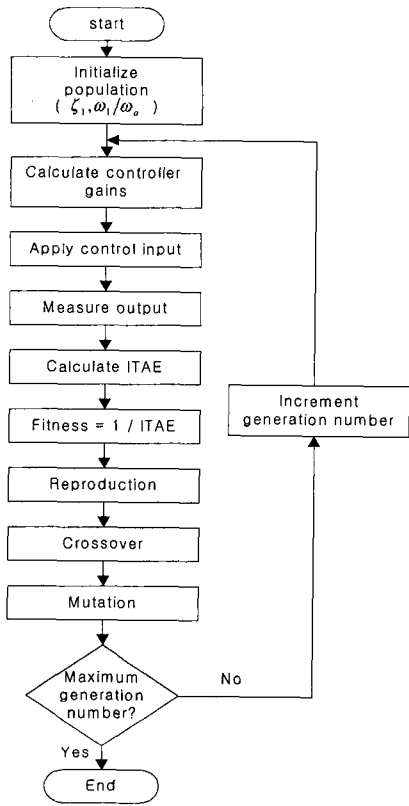 start
Initialize
population
( ζ₁, ω₁/ωₐ )
Calculate controller
gains
Apply control input
Measure output
Calculate ITAE
Fitness = 1 / ITAE
Increment
generation number
Reproduction
Crossover
Mutation
Maximum
generation
number?
No
Yes
End